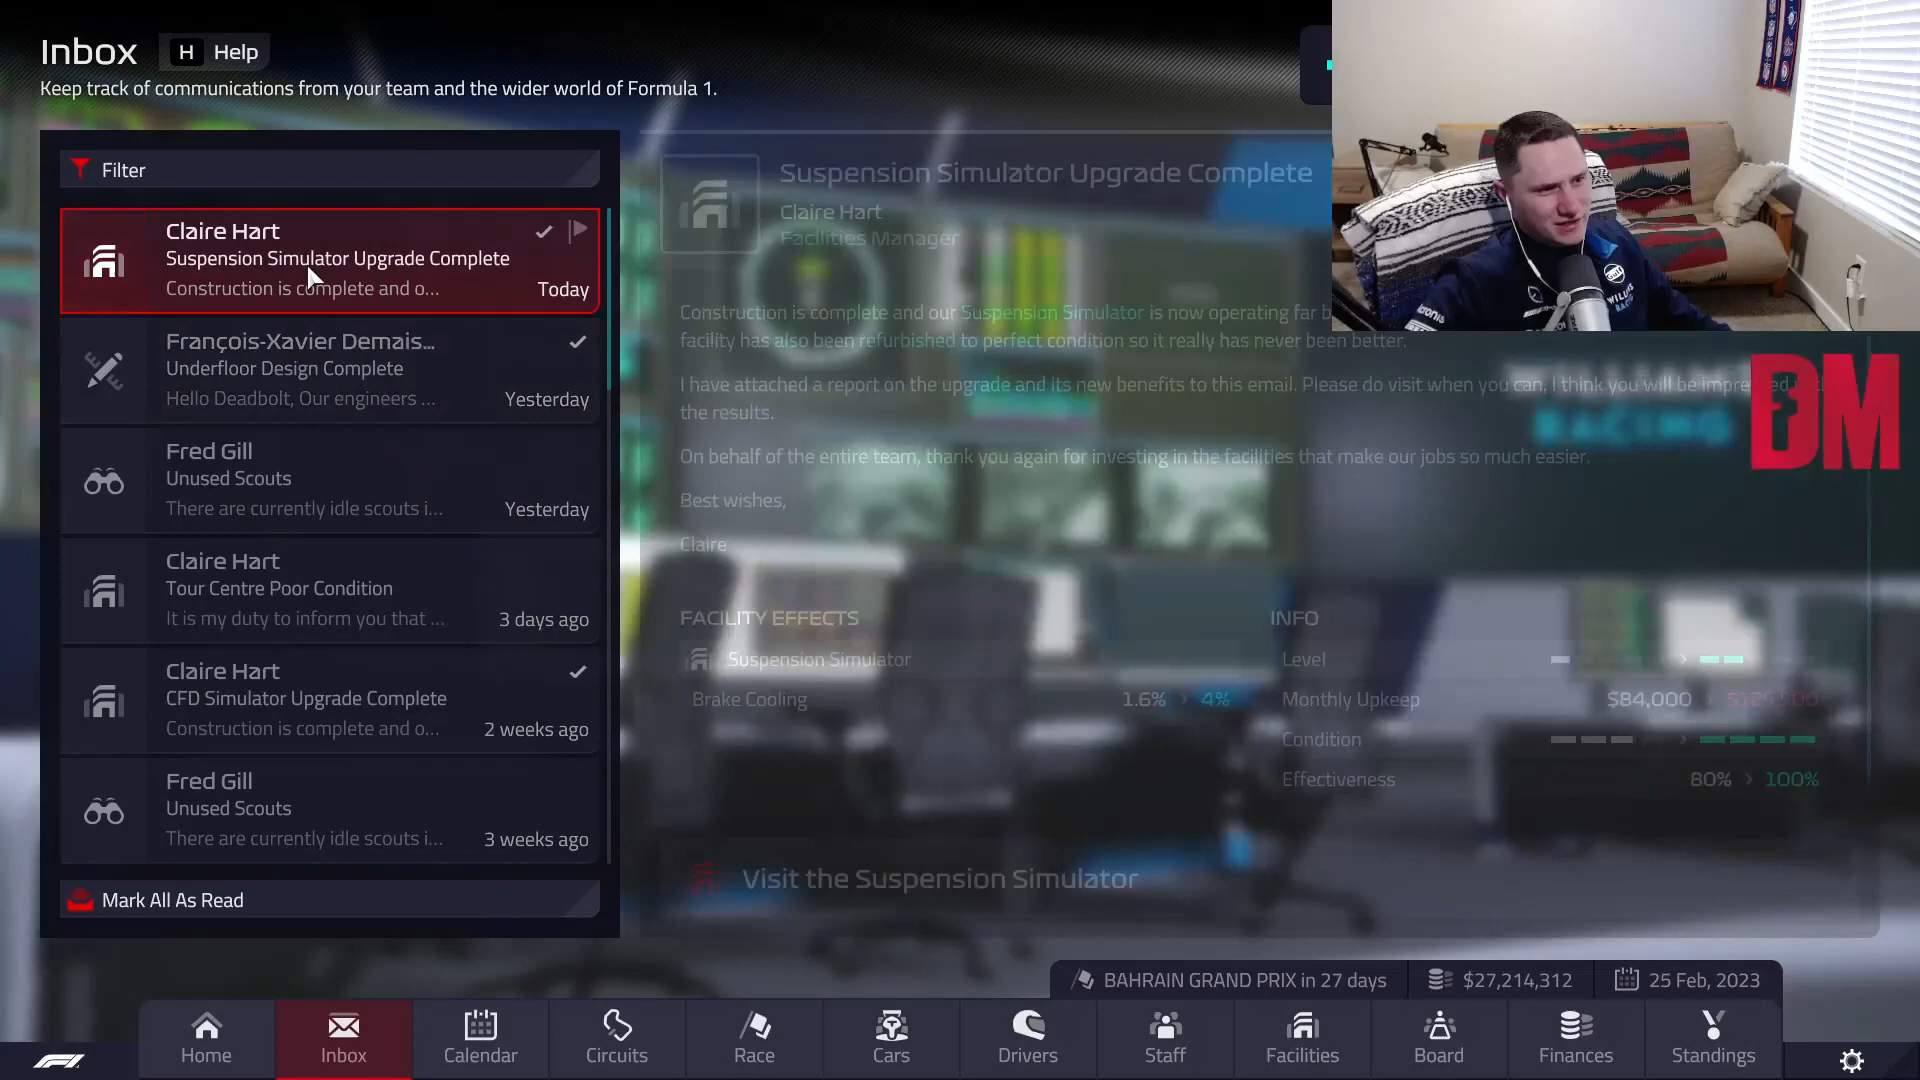 Inbox
H Help
Keep track of communications from your team and the wider world of Formula 1.
Filter
Claire Hart
Suspension Simulator Upgrade Complete
Construction is complete and o...
Today
François-Xavier Demais...
Underfloor Design Complete
Hello Deadbolt, Our engineers ...
Yesterday
Fred Gill
Unused Scouts
There are currently idle scouts i...
Yesterday
Claire Hart
Tour Centre Poor Condition
It is my duty to inform you that ...
3 days ago
Claire Hart
CFD Simulator Upgrade Complete
Construction is complete and o...
2 weeks ago
Fred Gill
Unused Scouts
There are currently idle scouts i...
3 weeks ago
Mark All As Read
Suspension Simulator Upgrade Complete
Claire Hart
Facilities Manager
Construction is complete and our Suspension Simulator is now operating far b
facility has also been refurbished to perfect condition so it really has never been better.
I have attached a report on the upgrade and its new benefits to this email. Please do visit when you can, I think you will be
the results.
On behalf of the entire team, thank you again for investing in the facilities that make our jobs so much easier.
Best wishes,
Claire
FACILITY EFFECTS
Suspension Simulator
Brake Cooling 1.6% > 4%
INFO
Level
Monthly Upkeep $84,000 >
Condition
Effectiveness 80% > 100%
Visit the Suspension Simulator
RACING
DM
BAHRAIN GRAND PRIX in 27 days
$27,214,312
25 Feb, 2023
Home
Inbox
Calendar
Circuits
Race
Cars
Drivers
Staff
Facilities
Board
Finances
Standings